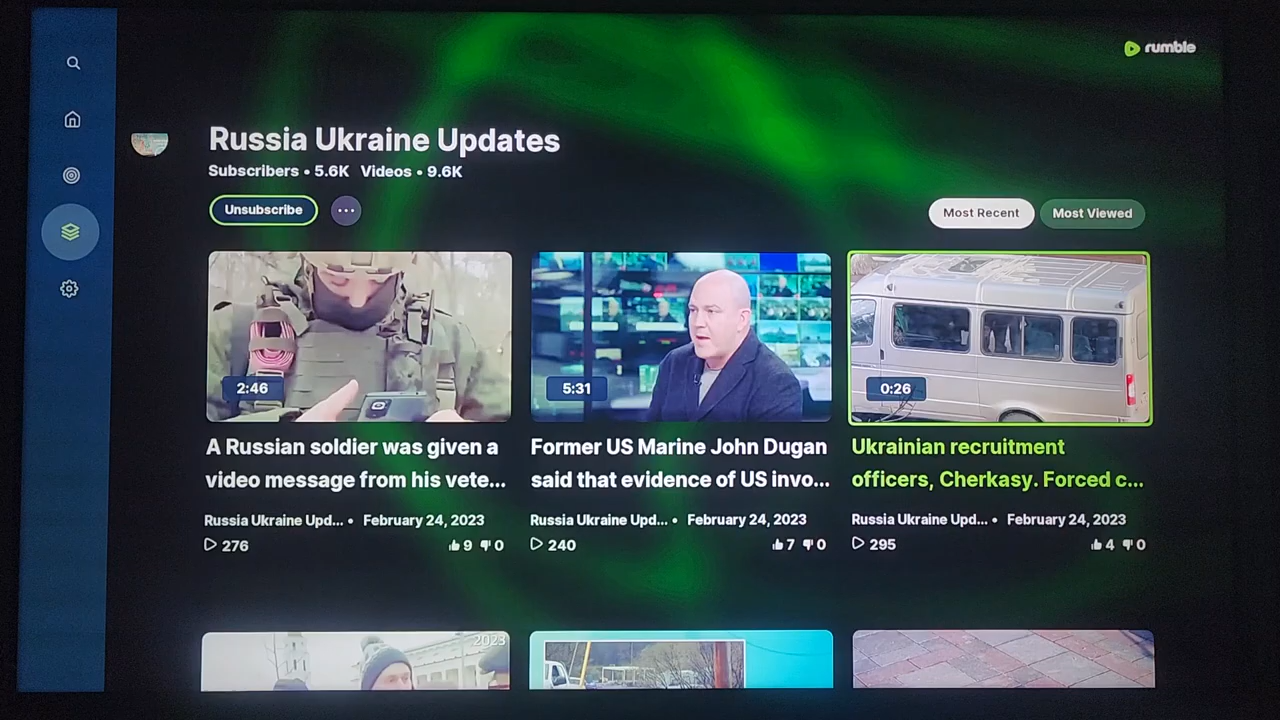 rumble
Russia Ukraine Updates
Subscribers • 5.6K Videos • 9.6K
Unsubscribe
Most Recent
Most Viewed
2:46
5:31
0:26
A Russian soldier was given a
video message from his vete...
Former US Marine John Dugan
said that evidence of US invo...
Ukrainian recruitment
officers, Cherkasy. Forced c...
Russia Ukraine Upd... • February 24, 2023
Russia Ukraine Upd... • February 24, 2023
Russia Ukraine Upd... • February 24, 2023
276 9 0
240 7 0
295 4 0
2023